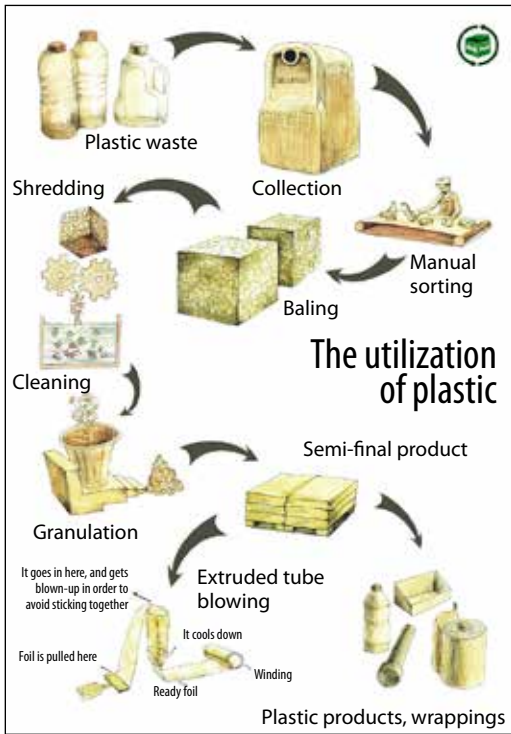 Plastic waste
Collection
Manual
sorting
Baling
Shredding
Cleaning
The utilization
of plastic
Granulation
Semi-final product
Extruded tube
blowing
It goes in here, and gets
blown-up in order to
avoid sticking together
It cools down
Foil is pulled here
Winding
Ready foil
Plastic products, wrappings